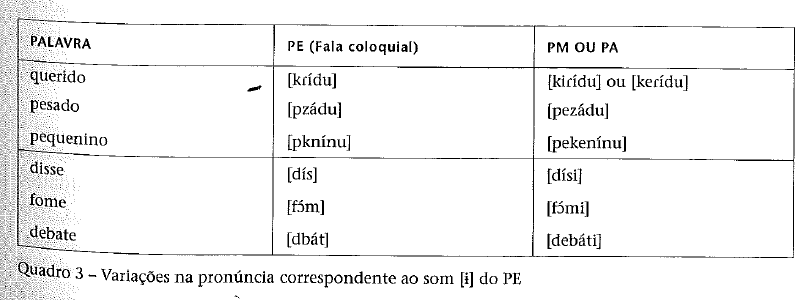 PALAVRA PE (Fala coloquial) PM OU PA
querido [kɾídu] [kiɾídu] ou [keɾídu]
pesado [pzádu] [pezádu]
pequenino [pknínu] [pekenínu]
disse [dís] [dísi]
fome [fɔ́m] [fɔ́mi]
debate [dbát] [debáti]
Quadro 3 – Variações na pronúncia correspondente ao som [ɨ] do PE